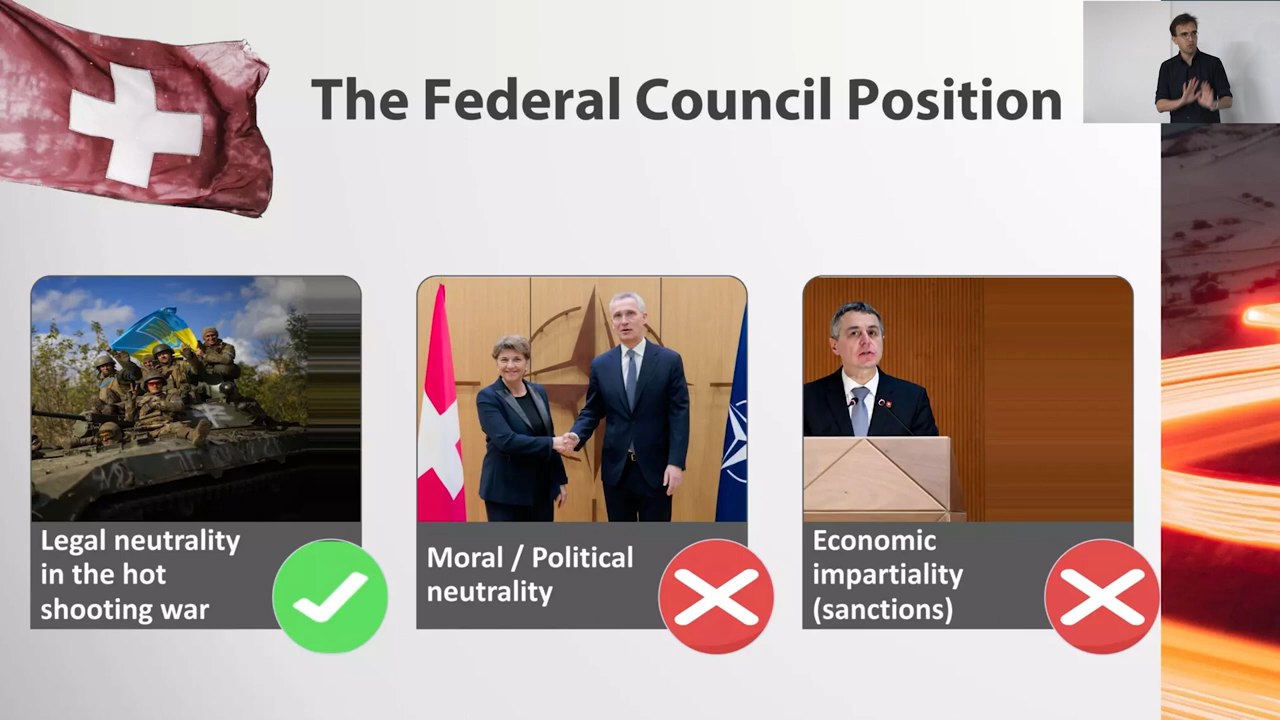 The Federal Council Position
Legal neutrality
in the hot
shooting war
Moral / Political
neutrality
Economic
impartiality
(sanctions)